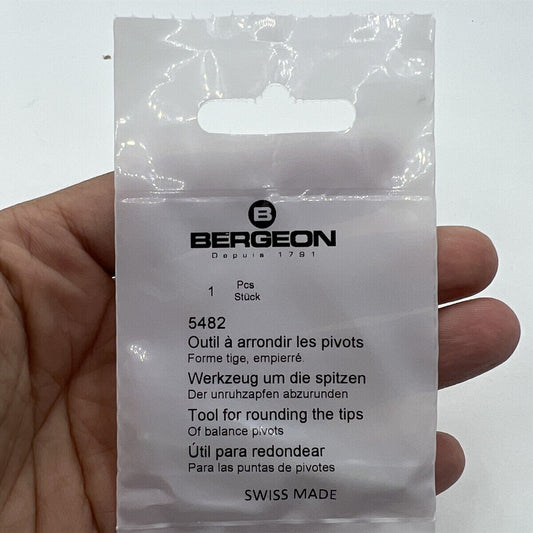 B
BERGEON
Depuis 1791
1 Pcs
Stück
5482
Outil à arrondir les pivots
Forme tige, empierré.
Werkzeug um die spitzen
Der unruhzapfen abzurunden
Tool for rounding the tips
Of balance pivots
Útil para redondear
Para las puntas de pivotes
SWISS MADE